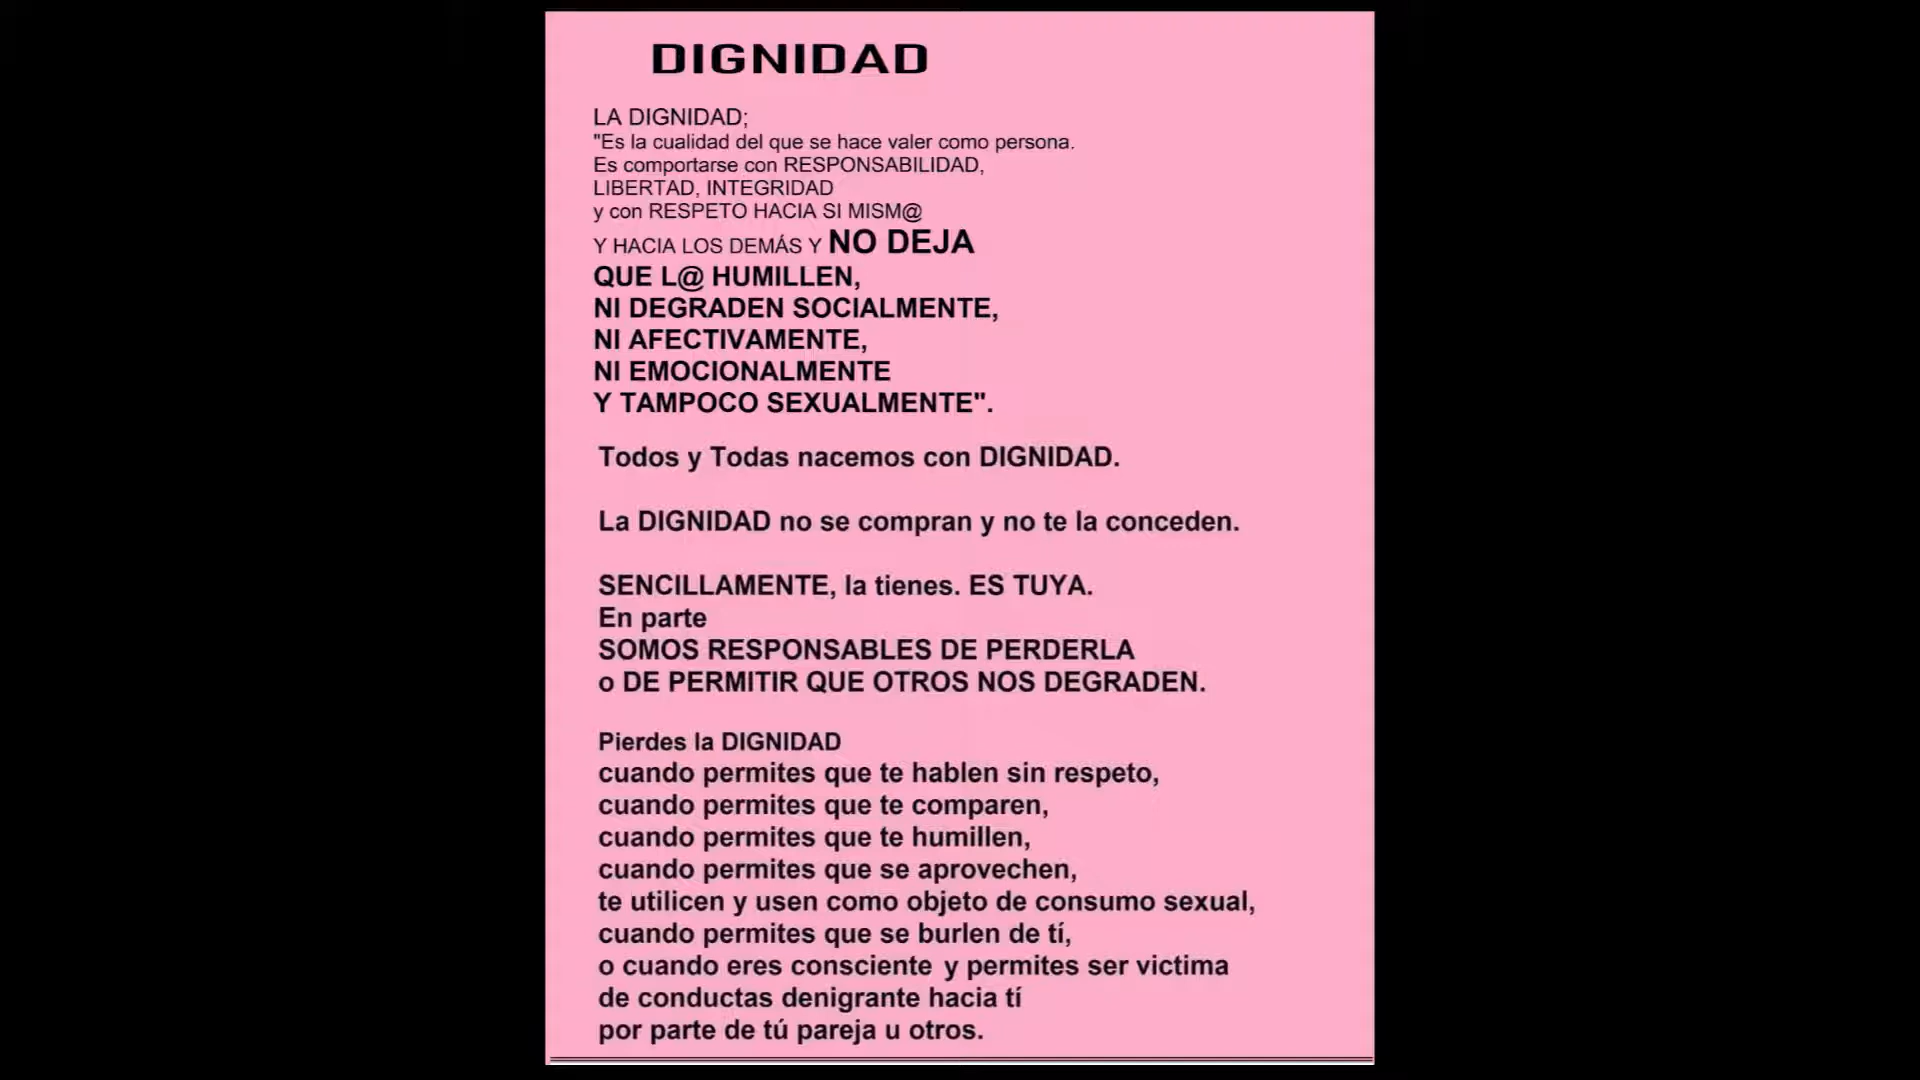 DIGNIDAD
LA DIGNIDAD;
"Es la cualidad del que se hace valer como persona.
Es comportarse con RESPONSABILIDAD,
LIBERTAD, INTEGRIDAD
y con RESPETO HACIA SI MISM@
Y HACIA LOS DEMÁS Y NO DEJA
QUE L@ HUMILLEN,
NI DEGRADEN SOCIALMENTE,
NI AFECTIVAMENTE,
NI EMOCIONALMENTE
Y TAMPOCO SEXUALMENTE".
Todos y Todas nacemos con DIGNIDAD.
La DIGNIDAD no se compran y no te la conceden.
SENCILLAMENTE, la tienes. ES TUYA.
En parte
SOMOS RESPONSABLES DE PERDERLA
o DE PERMITIR QUE OTROS NOS DEGRADEN.
Pierdes la DIGNIDAD
cuando permites que te hablen sin respeto,
cuando permites que te comparen,
cuando permites que te humillen,
cuando permites que se aprovechen,
te utilicen y usen como objeto de consumo sexual,
cuando permites que se burlen de tí,
o cuando eres consciente y permites ser victima
de conductas denigrante hacia tí
por parte de tú pareja u otros.